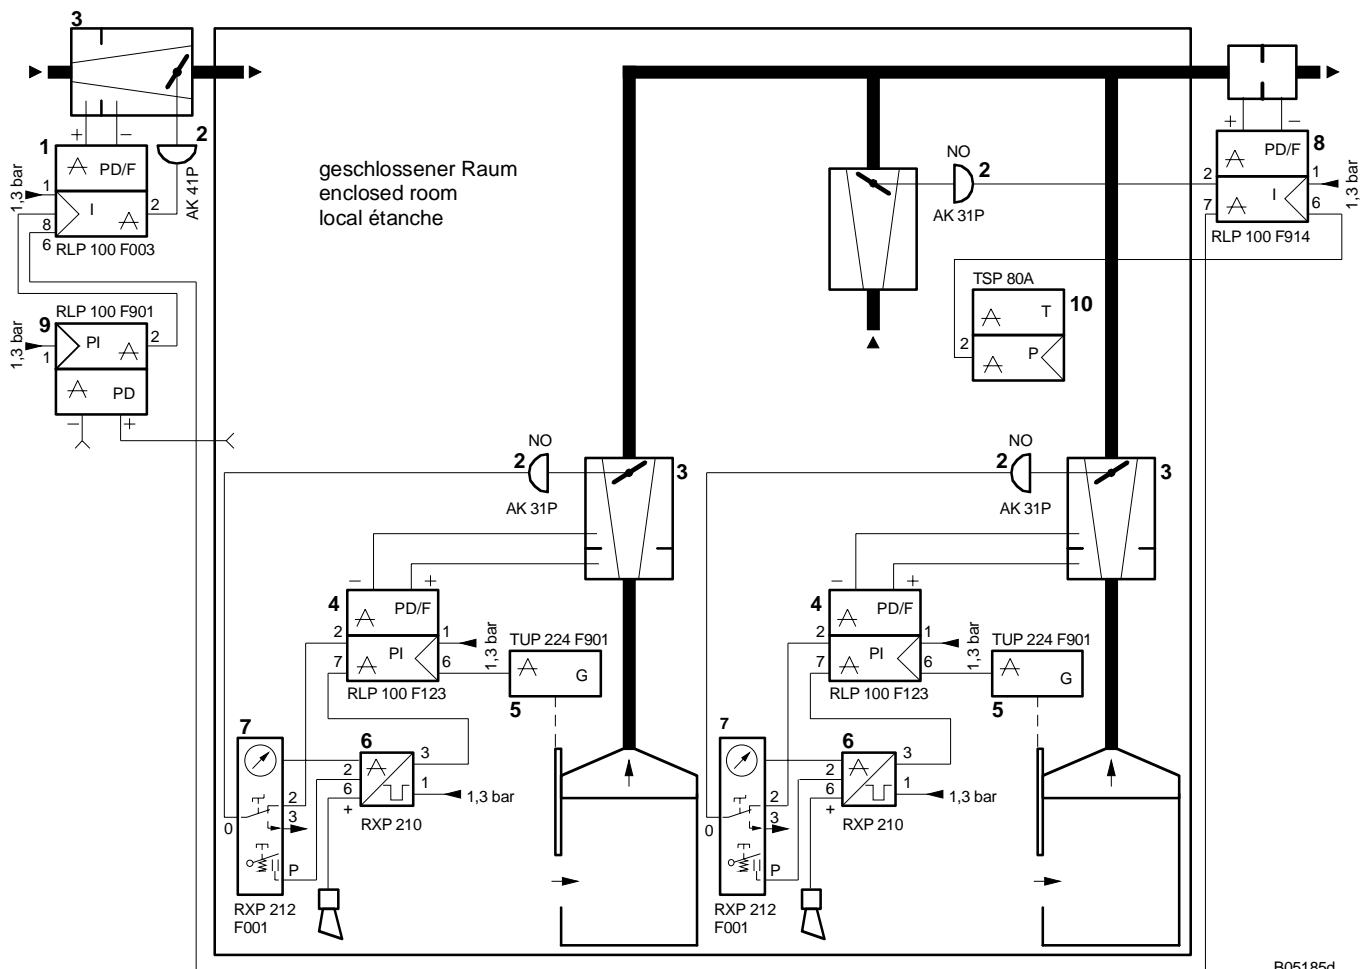 3
+
−
2
1
PD/F
1,3 bar
1
I
2
8
6
AK 41P
RLP 100 F003
geschlossener Raum
enclosed room
local étanche
RLP 100 F901
9
1,3 bar
1
PI
2
PD
−
+
NO
2
AK 31P
+
−
8
PD/F
2
1
7
I
6
1,3 bar
RLP 100 F914
TSP 80A
10
T
2
P
NO
2
AK 31P
3
−
+
4
PD/F
2
1
PI
7
6
1,3 bar
RLP 100 F123
TUP 224 F901
G
5
7
6
3
2
6
1
1,3 bar
+
RXP 210
2
3
0
P
RXP 212
F001
NO
2
AK 31P
3
−
+
4
PD/F
2
1
PI
7
6
1,3 bar
RLP 100 F123
TUP 224 F901
G
5
7
6
3
2
6
1
1,3 bar
+
RXP 210
2
3
0
P
RXP 212
F001
B05185d